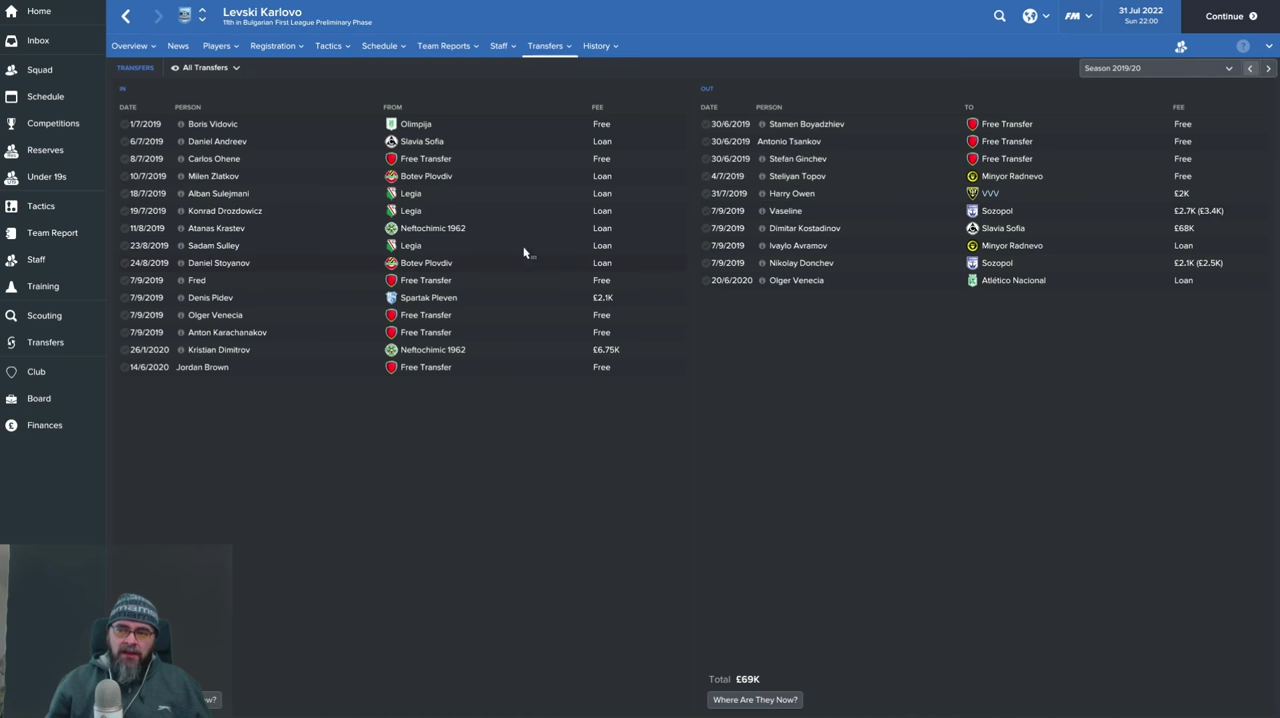 Home
Inbox
Squad
Schedule
Competitions
Reserves
Under 19s
Tactics
Team Report
Staff
Training
Scouting
Transfers
Club
Board
Finances
Levski Karlovo
11th in Bulgarian First League Preliminary Phase
FM
31 Jul 2022
Sun 22:00
Continue
Overview News Players Registration Tactics Schedule Team Reports Staff Transfers History
TRANSFERS All Transfers
Season 2019/20
IN
DATE PERSON FROM FEE
1/7/2019 Boris Vidovic Olimpija Free
6/7/2019 Daniel Andreev Slavia Sofia Loan
8/7/2019 Carlos Ohene Free Transfer Free
10/7/2019 Milen Zlatkov Botev Plovdiv Loan
18/7/2019 Alban Sulejmani Legia Loan
19/7/2019 Konrad Drozdowicz Legia Loan
11/8/2019 Atanas Krastev Neftochimic 1962 Loan
23/8/2019 Sadam Sulley Legia Loan
24/8/2019 Daniel Stoyanov Botev Plovdiv Loan
7/9/2019 Fred Free Transfer Free
7/9/2019 Denis Pidev Spartak Pleven £2.1K
7/9/2019 Olger Venecia Free Transfer Free
7/9/2019 Anton Karachanakov Free Transfer Free
26/1/2020 Kristian Dimitrov Neftochimic 1962 £6.75K
14/6/2020 Jordan Brown Free Transfer Free
OUT
DATE PERSON TO FEE
30/6/2019 Stamen Boyadzhiev Free Transfer Free
30/6/2019 Antonio Tsankov Free Transfer Free
30/6/2019 Stefan Ginchev Free Transfer Free
4/7/2019 Steliyan Topov Minyor Radnevo Free
31/7/2019 Harry Owen VVV £2K
7/9/2019 Vaseline Sozopol £2.7K (£3.4K)
7/9/2019 Dimitar Kostadinov Slavia Sofia £68K
7/9/2019 Ivaylo Avramov Minyor Radnevo Loan
7/9/2019 Nikolay Donchev Sozopol £2.1K (£2.5K)
20/6/2020 Olger Venecia Atlético Nacional Loan
Total £69K
Where Are They Now?